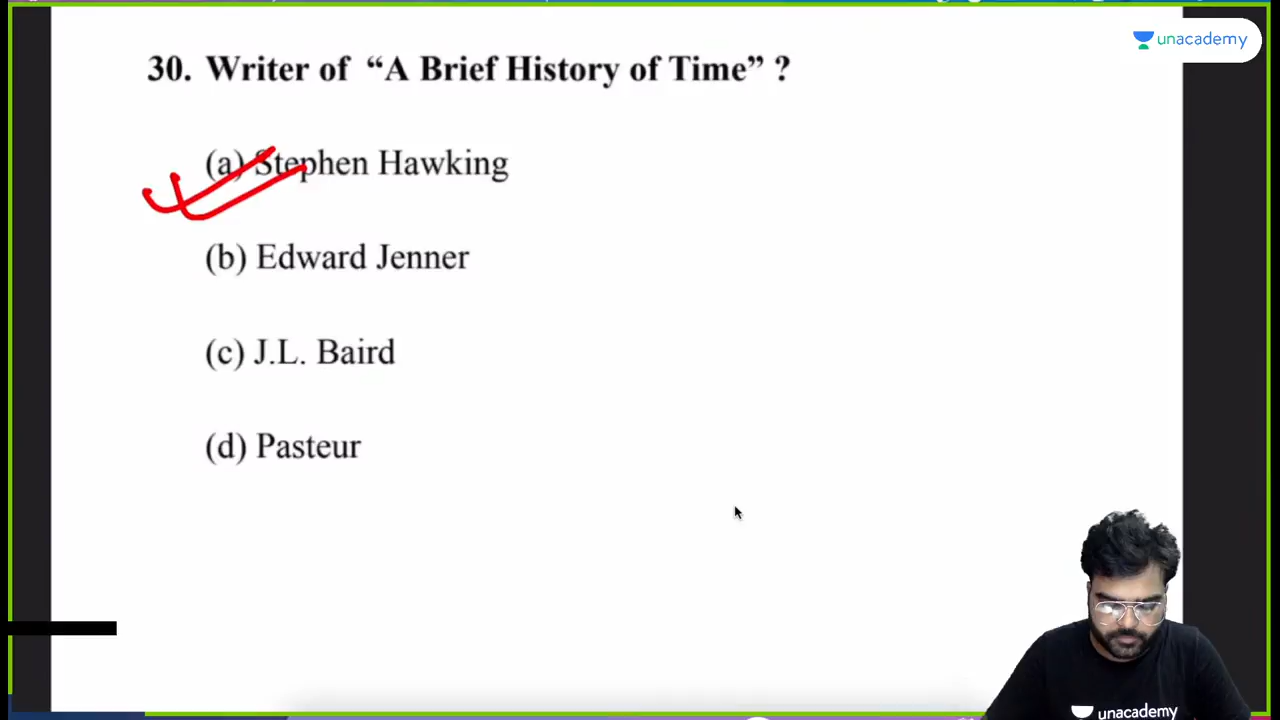 unacademy
30. Writer of “A Brief History of Time” ?
(a) Stephen Hawking
(b) Edward Jenner
(c) J.L. Baird
(d) Pasteur
unacademy